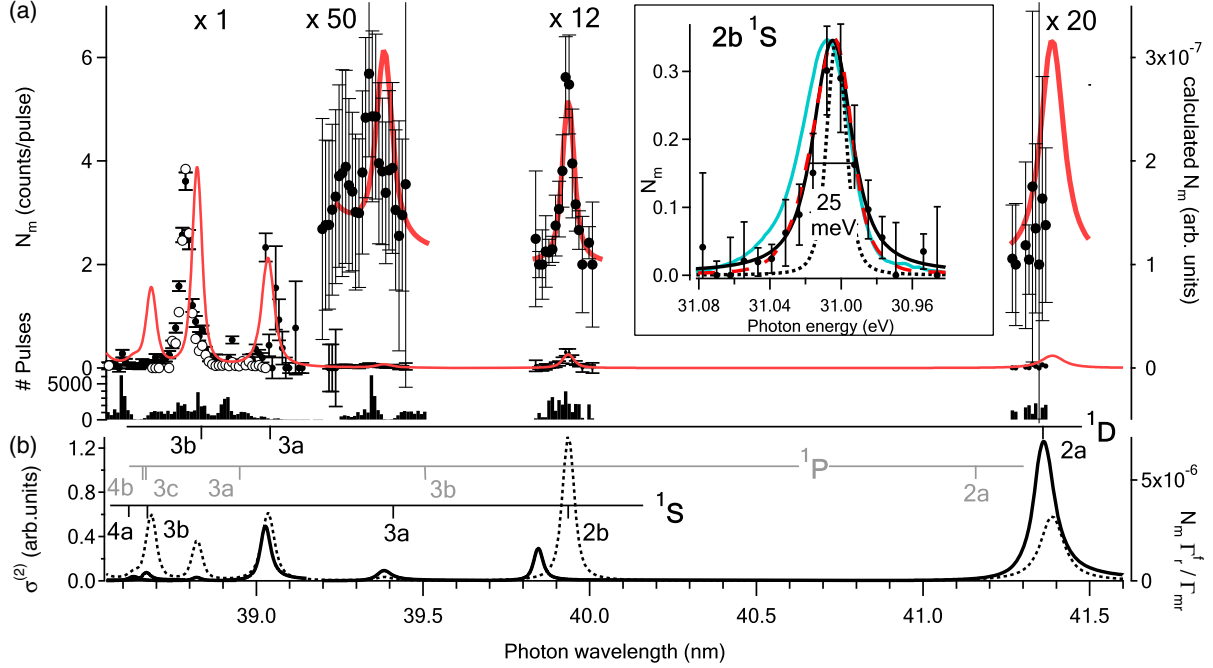 (a)
x 1
x 50
x 12
x 20
N_m (counts/pulse)
6
4
2
0
# Pulses
5000
0
2b ¹S
N_m
0.3
0.2
0.1
0.0
25
meV
31.08
31.04
31.00
30.96
Photon energy (eV)
3x10⁻⁷
2
1
0
calculated N_m (arb. units)
(b)
3b
3a
2a
¹D
4b
3c
3a
3b
¹P
2a
4a
3b
3a
2b
¹S
σ⁽²⁾ (arb.units)
1.2
0.8
0.4
0.0
5x10⁻⁶
0
N_m Γ_r^f / Γ_mr
39.0
39.5
40.0
40.5
41.0
41.5
Photon wavelength (nm)